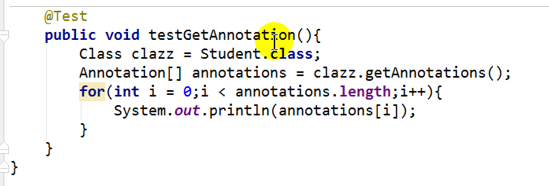 @Test
public void testGetAnnotation(){
Class clazz = Student.class;
Annotation[] annotations = clazz.getAnnotations();
for(int i = 0;i < annotations.length;i++){
System.out.println(annotations[i]);
}
}
}